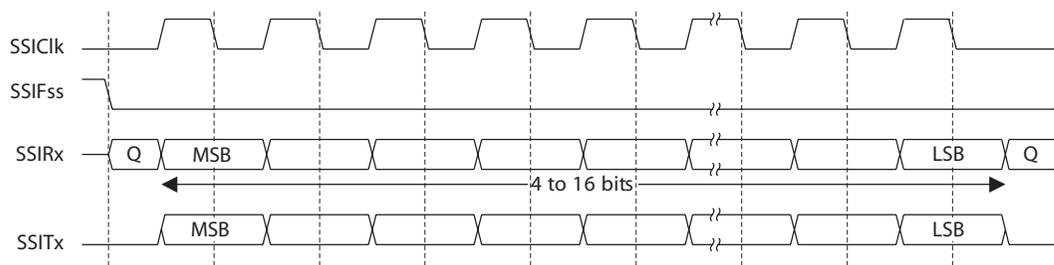 SSIClk
SSIFss
SSIRx Q MSB LSB Q
4 to 16 bits
SSITx MSB LSB